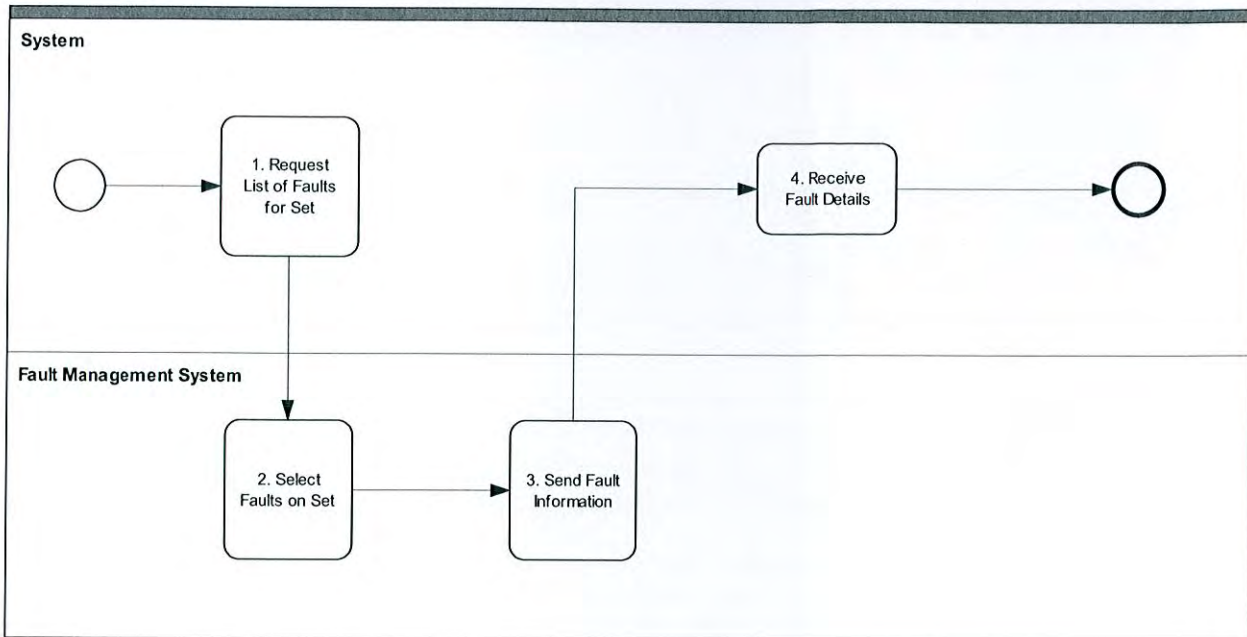 System
1. Request
List of Faults
for Set
4. Receive
Fault Details
Fault Management System
2. Select
Faults on Set
3. Send Fault
Information